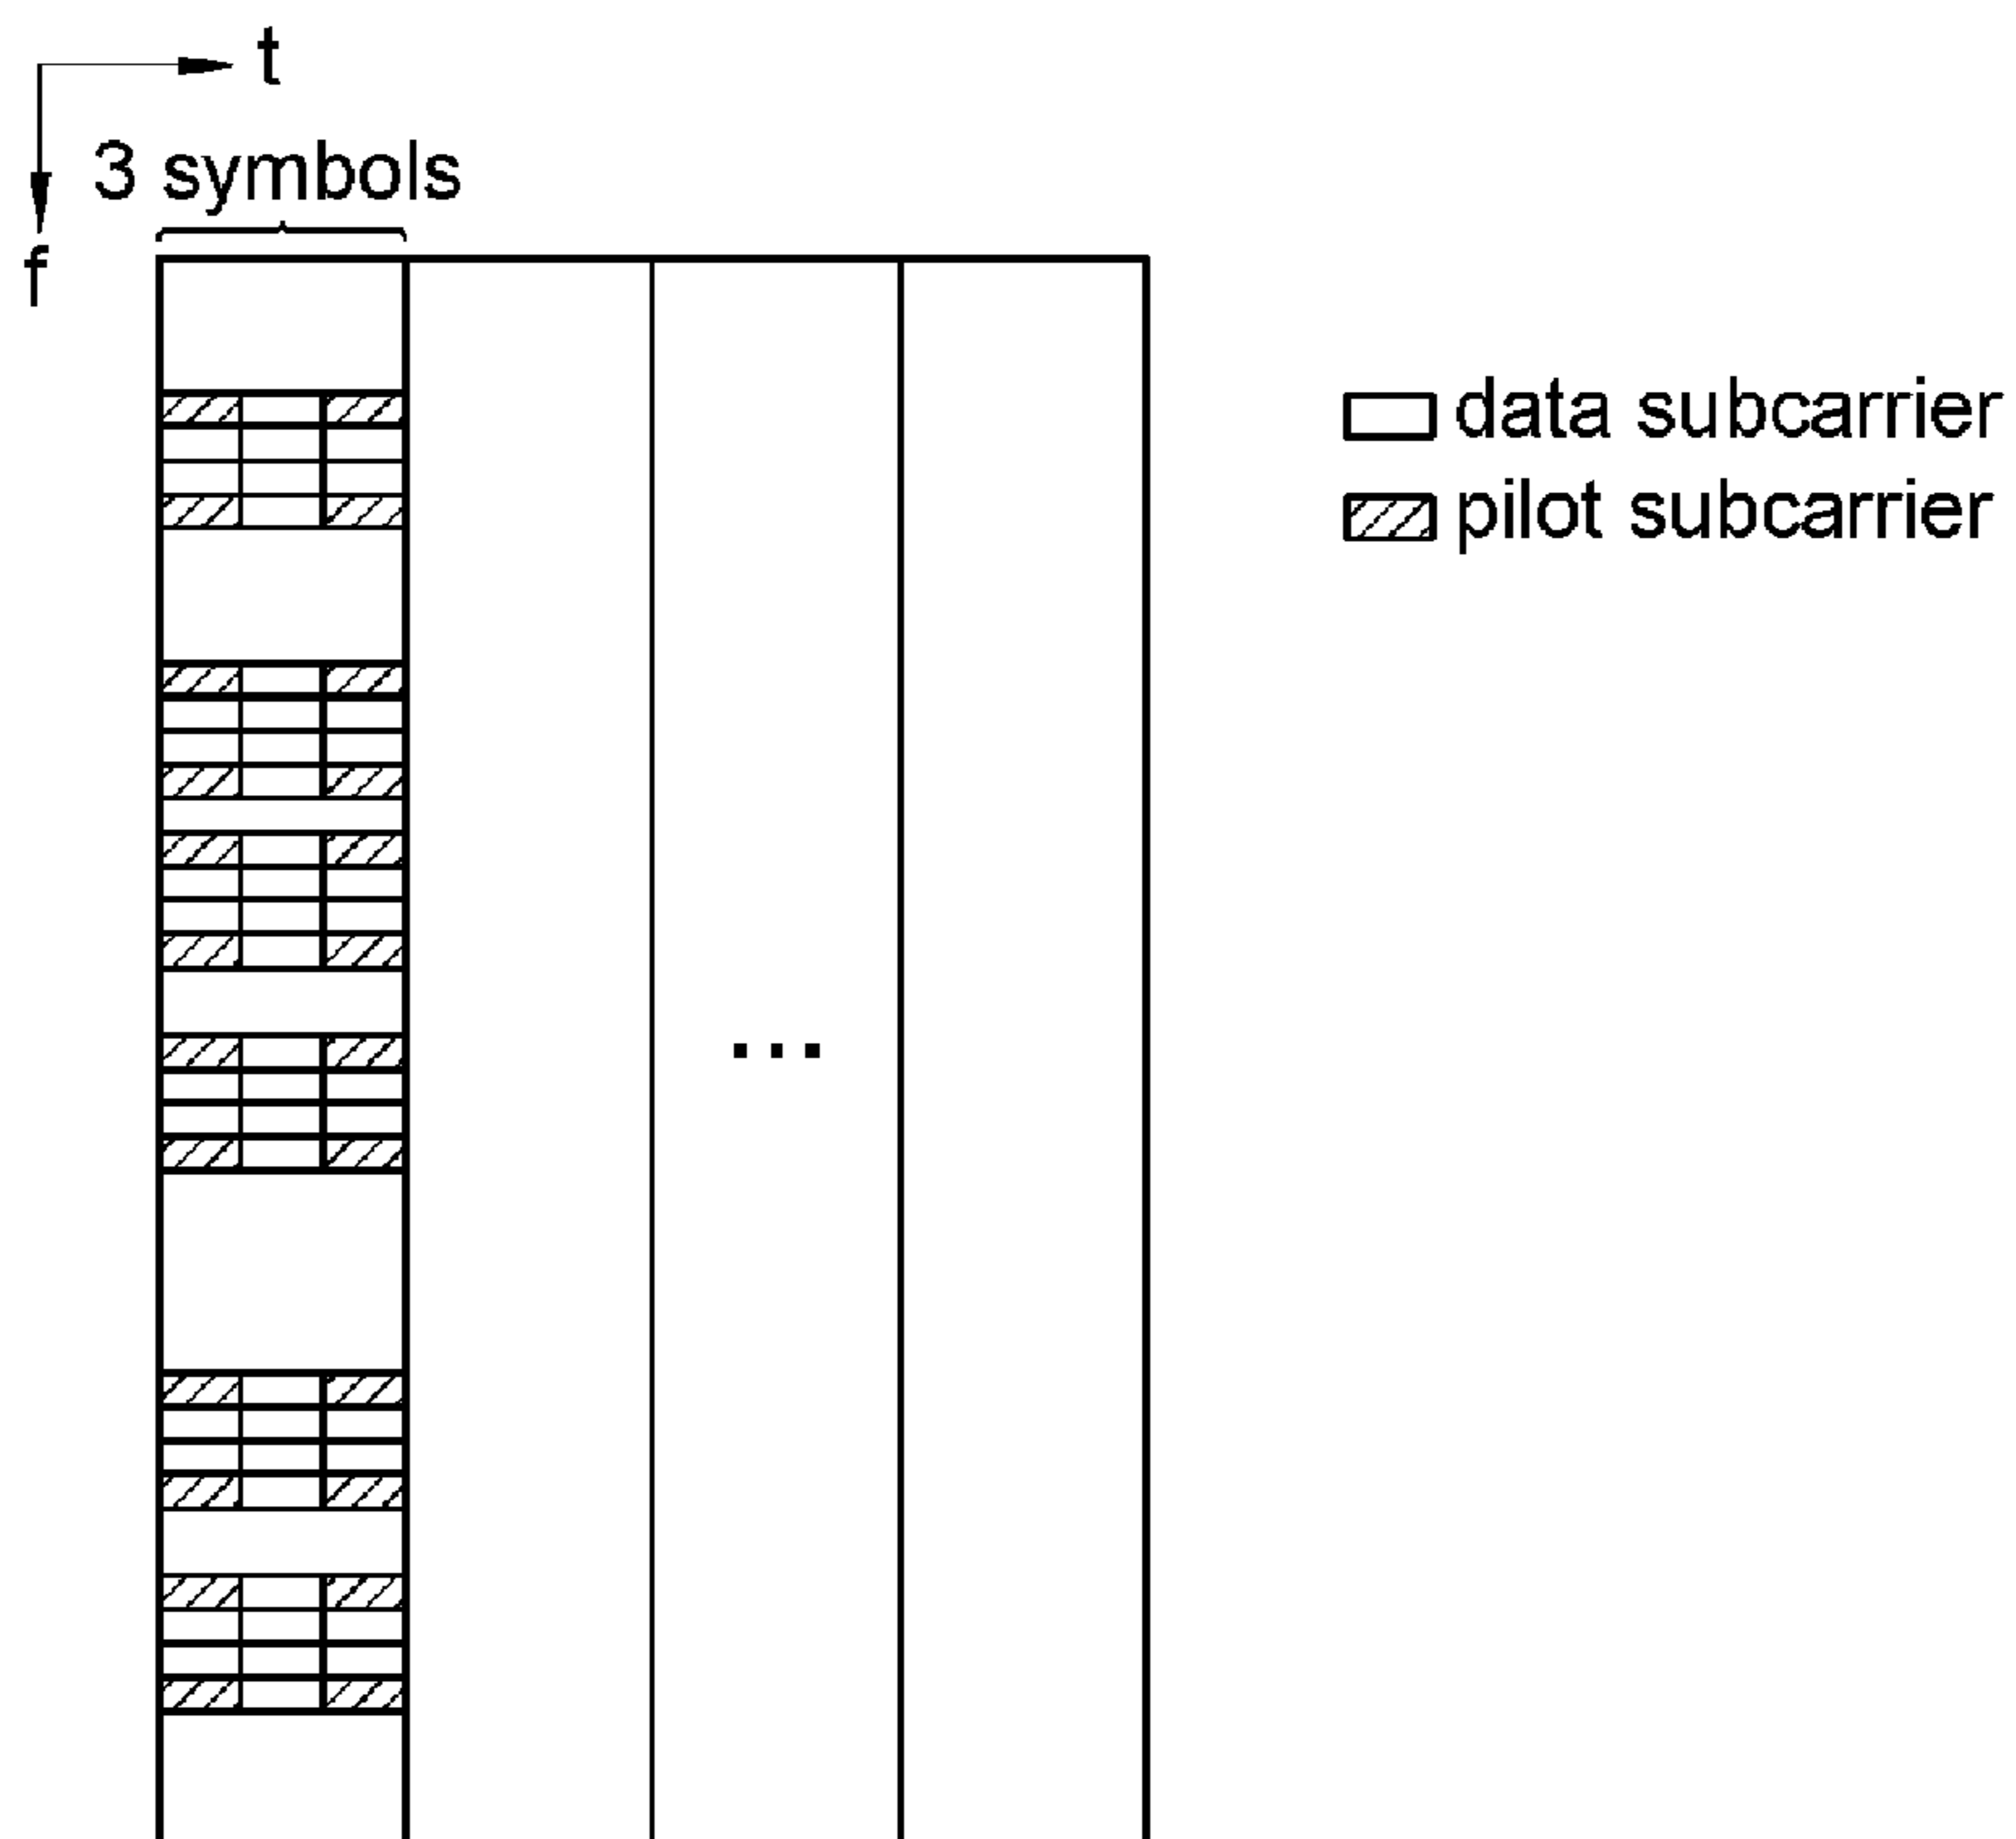 t
3 symbols
f
data subcarrier
pilot subcarrier
...